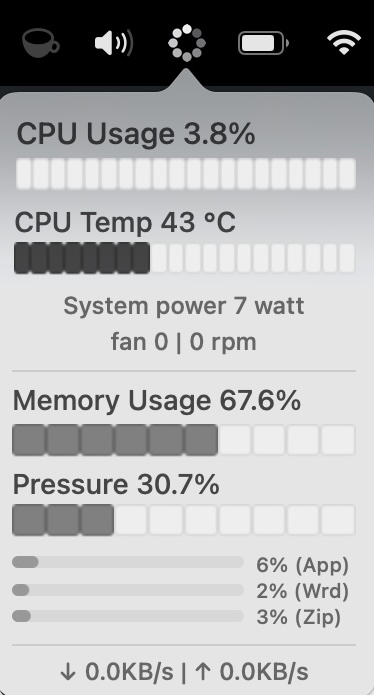 CPU Usage 3.8%
CPU Temp 43 °C
System power 7 watt
fan 0 | 0 rpm
Memory Usage 67.6%
Pressure 30.7%
6% (App)
2% (Wrd)
3% (Zip)
↓ 0.0KB/s | ↑ 0.0KB/s